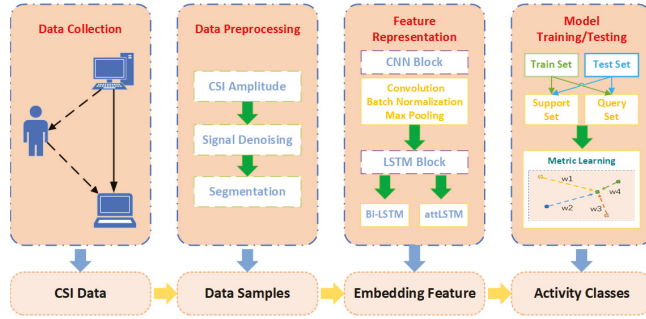 Data Collection
Data Preprocessing
CSI Amplitude
Signal Denoising
Segmentation
Feature
Representation
CNN Block
Convolution
Batch Normalization
Max Pooling
LSTM Block
Bi-LSTM
attLSTM
Model
Training/Testing
Train Set
Test Set
Support
Set
Query
Set
Metric Learning
w1
w2
w3
w4
CSI Data
Data Samples
Embedding Feature
Activity Classes